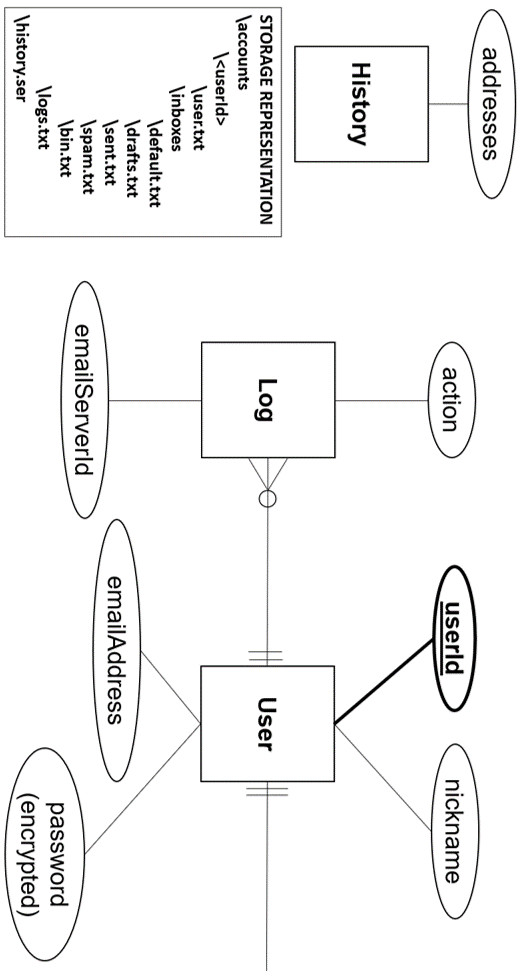 addresses
History
STORAGE REPRESENTATION
\accounts
\<userId>
\user.txt
\inboxes
\default.txt
\drafts.txt
\sent.txt
\spam.txt
\bin.txt
\logs.txt
\history.ser
action
Log
emailServerId
userId
nickname
User
emailAddress
password
(encrypted)